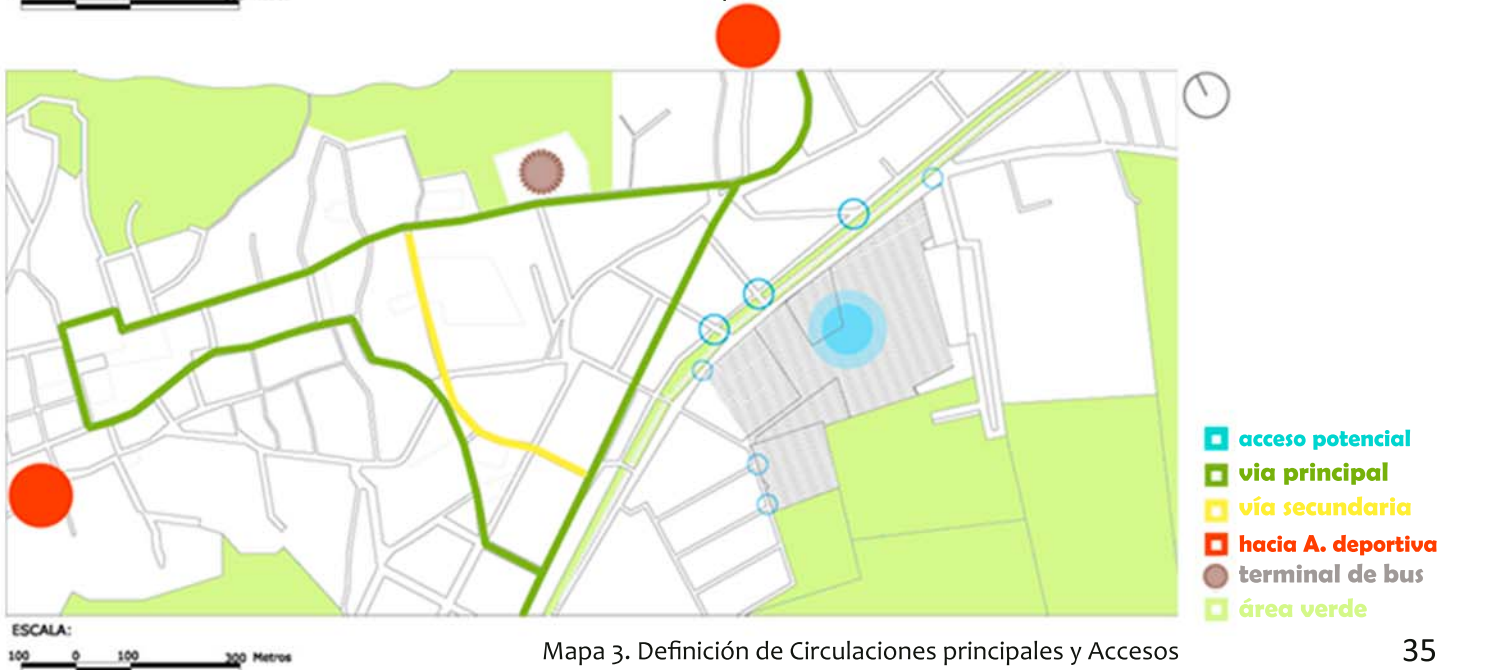 acceso potencial
via principal
vía secundaria
hacia A. deportiva
terminal de bus
área verde
ESCALA:
100 0 100 300 Metros
Mapa 3. Definición de Circulaciones principales y Accesos
35